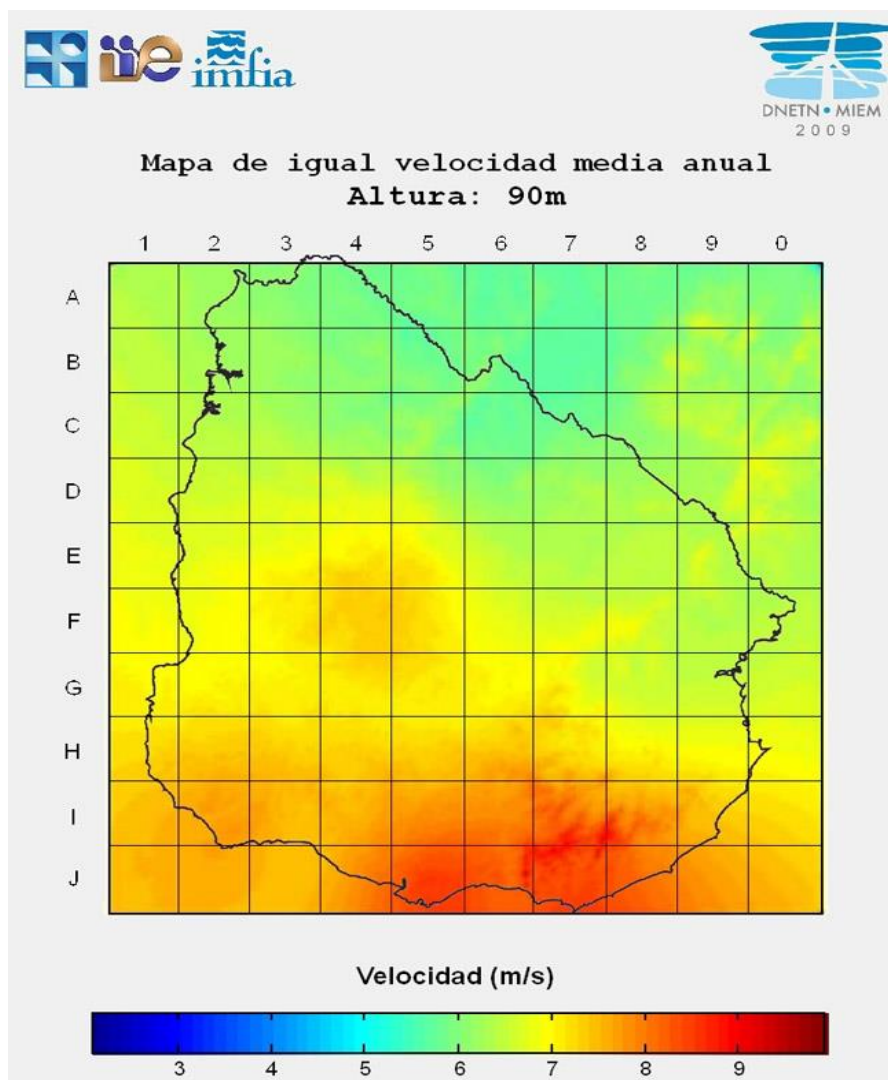 iie
imfia
DNETN • MIEM
2009
Mapa de igual velocidad media anual
Altura: 90m
1 2 3 4 5 6 7 8 9 0
A
B
C
D
E
F
G
H
I
J
Velocidad (m/s)
3 4 5 6 7 8 9